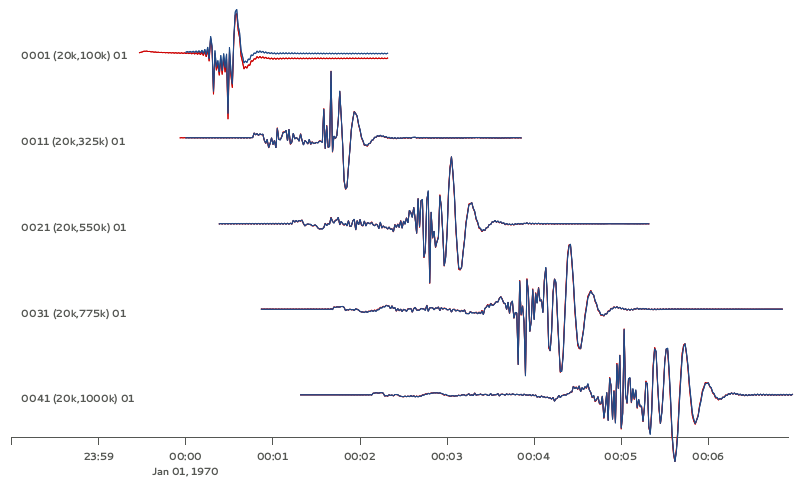 0001 (20k,100k) 01
0011 (20k,325k) 01
0021 (20k,550k) 01
0031 (20k,775k) 01
0041 (20k,1000k) 01
23:59 00:00 00:01 00:02 00:03 00:04 00:05 00:06
Jan 01, 1970